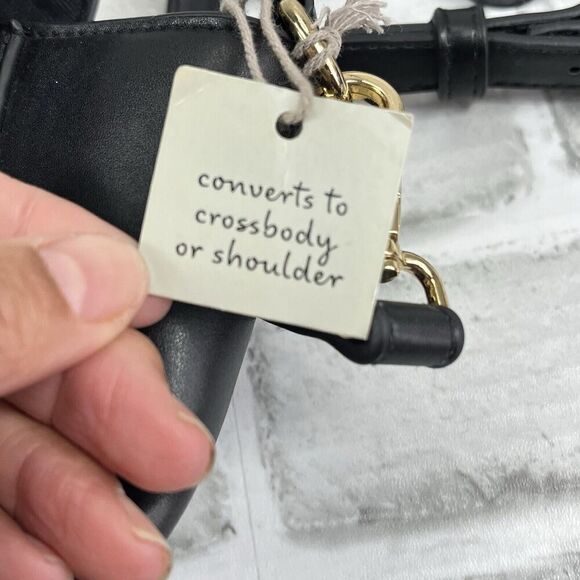 converts to
crossbody
or shoulder